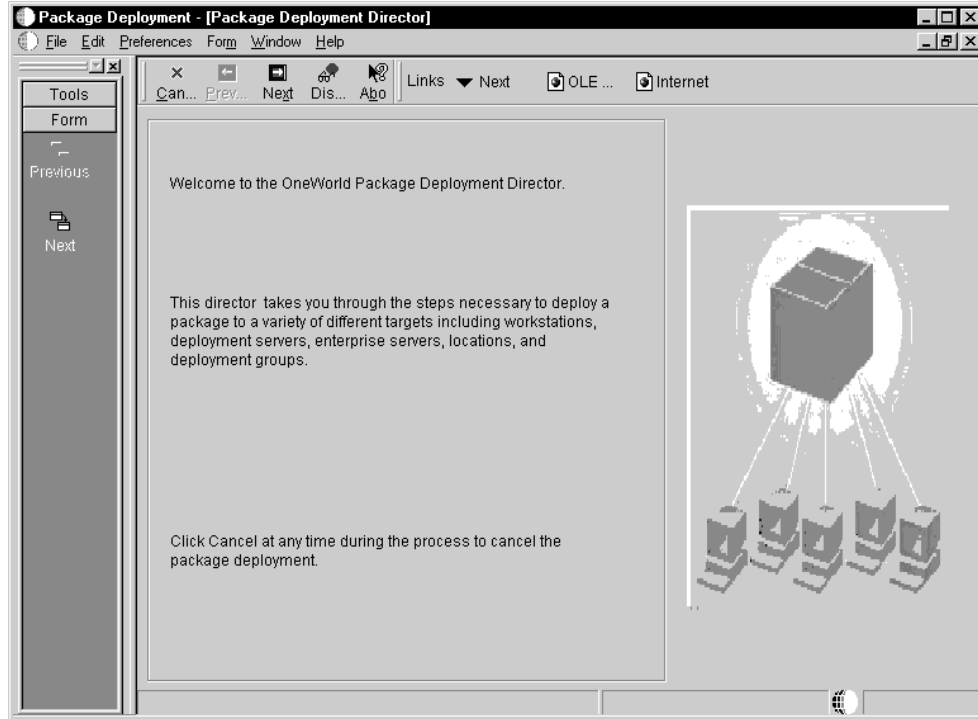 Package Deployment - [Package Deployment Director]
File Edit Preferences Form Window Help
Can... Prev... Next Dis... Abo Links Next OLE ... Internet
Tools
Form
Previous
Next
Welcome to the OneWorld Package Deployment Director.
This director takes you through the steps necessary to deploy a
package to a variety of different targets including workstations,
deployment servers, enterprise servers, locations, and
deployment groups.
Click Cancel at any time during the process to cancel the
package deployment.